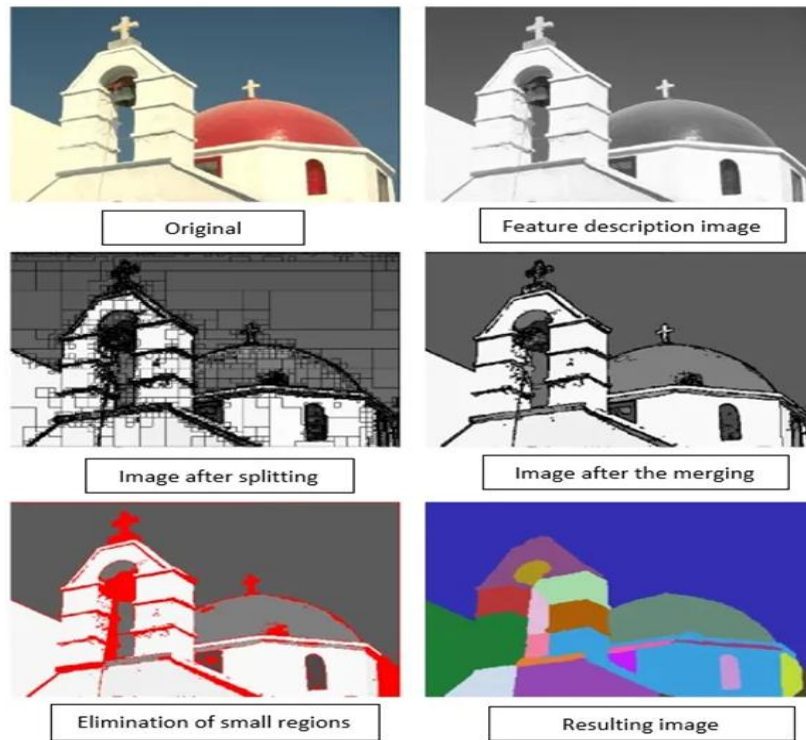 Original
Feature description image
Image after splitting
Image after the merging
Elimination of small regions
Resulting image